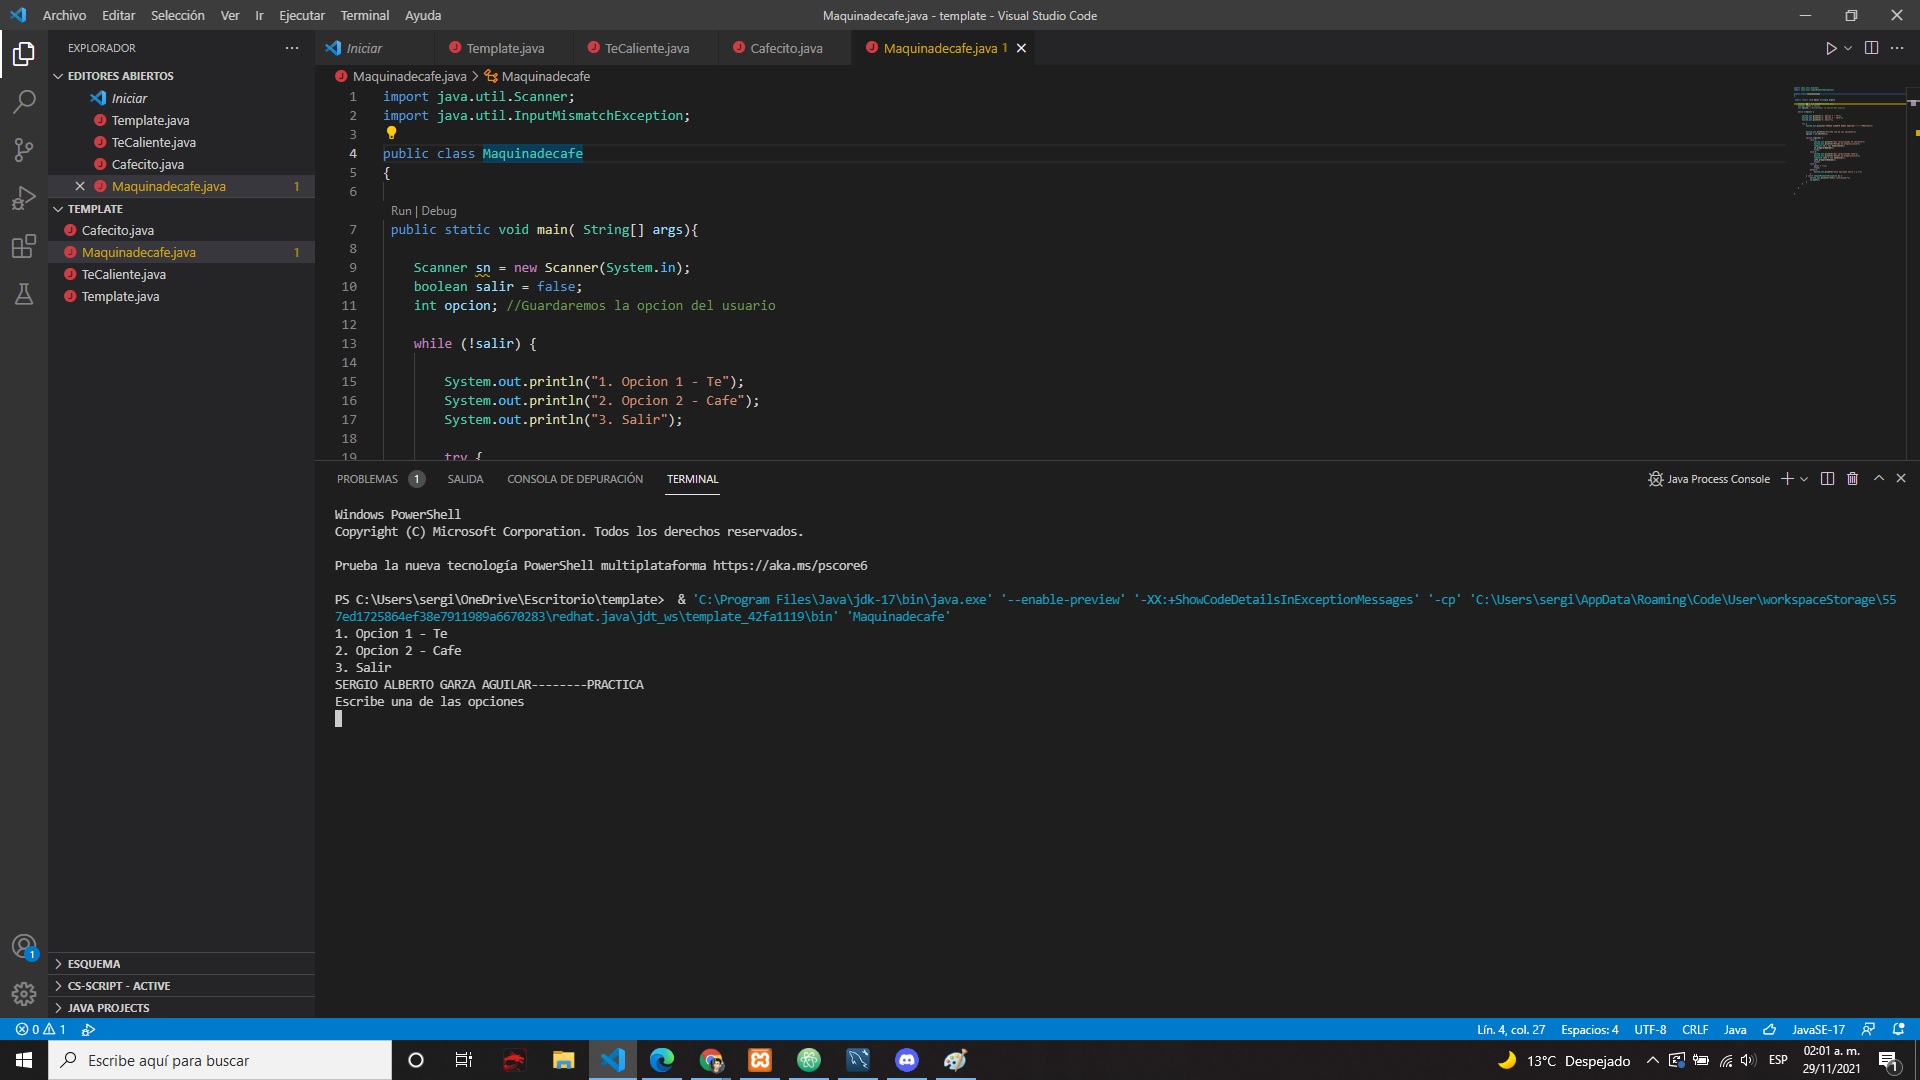 Archivo Editar Selección Ver Ir Ejecutar Terminal Ayuda
Maquinadecafe.java - template - Visual Studio Code
EXPLORADOR
EDITORES ABIERTOS
Iniciar
Template.java
TeCaliente.java
Cafecito.java
Maquinadecafe.java 1
TEMPLATE
Cafecito.java
Maquinadecafe.java 1
TeCaliente.java
Template.java
ESQUEMA
CS-SCRIPT - ACTIVE
JAVA PROJECTS
Iniciar Template.java TeCaliente.java Cafecito.java Maquinadecafe.java 1
Maquinadecafe.java > Maquinadecafe
1 import java.util.Scanner;
2 import java.util.InputMismatchException;
3
4 public class Maquinadecafe
5 {
6
Run | Debug
7 public static void main( String[] args){
8
9 Scanner sn = new Scanner(System.in);
10 boolean salir = false;
11 int opcion; //Guardaremos la opcion del usuario
12
13 while (!salir) {
14
15 System.out.println("1. Opcion 1 - Te");
16 System.out.println("2. Opcion 2 - Cafe");
17 System.out.println("3. Salir");
18
19 try {
PROBLEMAS 1 SALIDA CONSOLA DE DEPURACIÓN TERMINAL
Java Process Console
Windows PowerShell
Copyright (C) Microsoft Corporation. Todos los derechos reservados.
Prueba la nueva tecnología PowerShell multiplataforma https://aka.ms/pscore6
PS C:\Users\sergi\OneDrive\Escritorio\template> & 'C:\Program Files\Java\jdk-17\bin\java.exe' '--enable-preview' '-XX:+ShowCodeDetailsInExceptionMessages' '-cp' 'C:\Users\sergi\AppData\Roaming\Code\User\workspaceStorage\55
7ed1725864ef38e7911989a6670283\redhat.java\jdt_ws\template_42fa1119\bin' 'Maquinadecafe'
1. Opcion 1 - Te
2. Opcion 2 - Cafe
3. Salir
SERGIO ALBERTO GARZA AGUILAR--------PRACTICA
Escribe una de las opciones
1
0 1
Lín. 4, col. 27 Espacios: 4 UTF-8 CRLF Java JavaSE-17
Escribe aquí para buscar
13°C Despejado
ESP
02:01 a. m.
29/11/2021
1